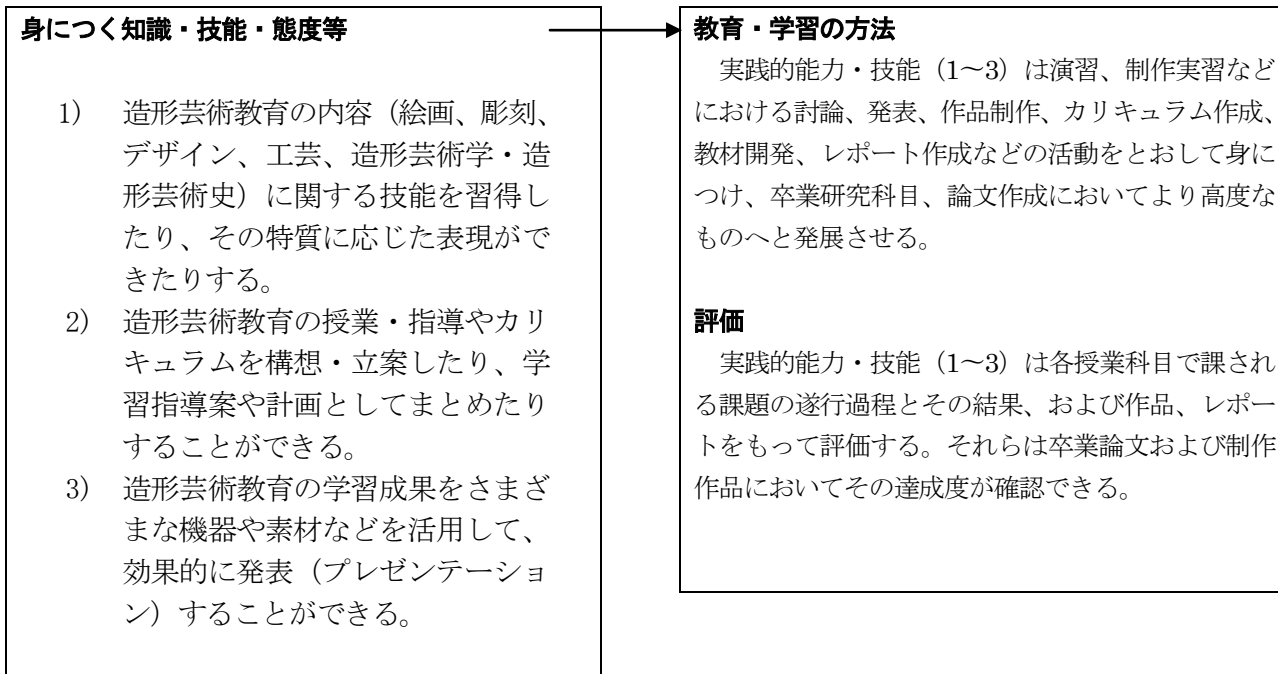 身につく知識・技能・態度等
1) 造形芸術教育の内容（絵画、彫刻、
デザイン、工芸、造形芸術学・造
形芸術史）に関する技能を習得し
たり、その特質に応じた表現がで
きたりする。
2) 造形芸術教育の授業・指導やカリ
キュラムを構想・立案したり、学
習指導案や計画としてまとめたり
することができる。
3) 造形芸術教育の学習成果をさまざ
まな機器や素材などを活用して、
効果的に発表（プレゼンテーショ
ン）することができる。
教育・学習の方法
実践的能力・技能（1～3）は演習、制作実習など
における討論、発表、作品制作、カリキュラム作成、
教材開発、レポート作成などの活動をとおして身に
つけ、卒業研究科目、論文作成においてより高度な
ものへと発展させる。
評価
実践的能力・技能（1～3）は各授業科目で課され
る課題の遂行過程とその結果、および作品、レポー
トをもって評価する。それらは卒業論文および制作
作品においてその達成度が確認できる。